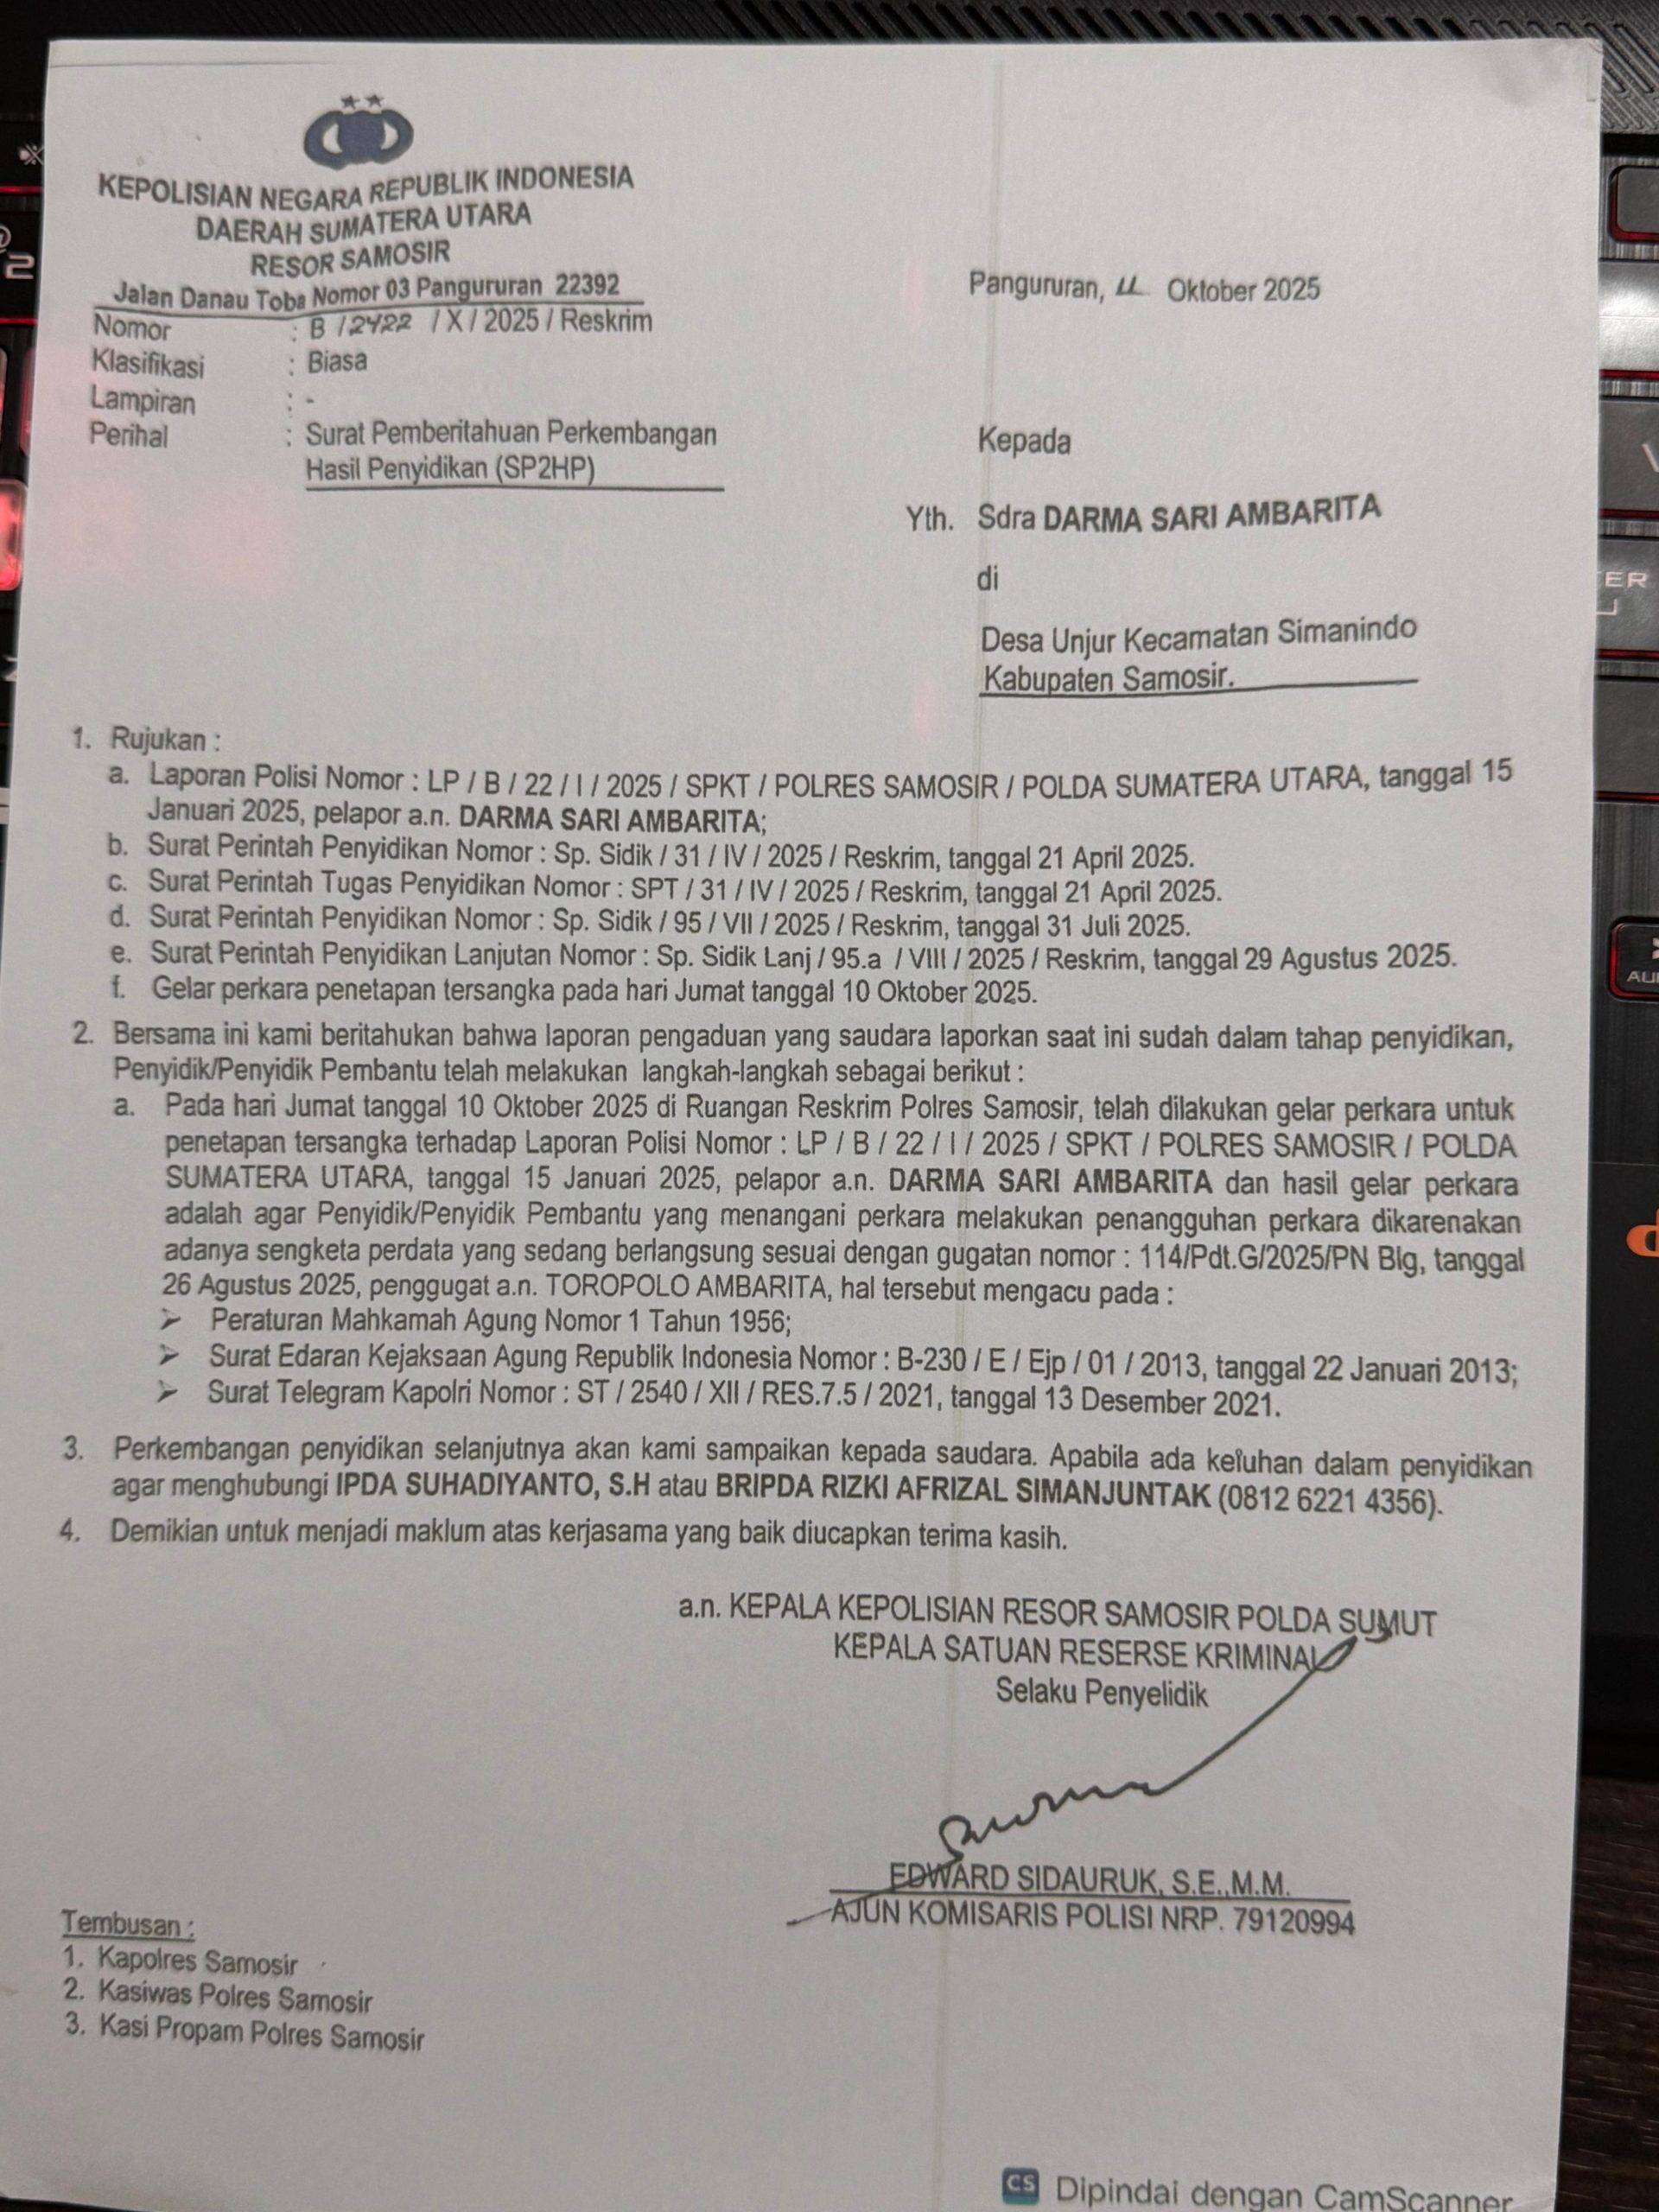 KEPOLISIAN NEGARA REPUBLIK INDONESIA
DAERAH SUMATERA UTARA
RESOR SAMOSIR
Jalan Danau Toba Nomor 03 Pangururan 22392
Pangururan, 11 Oktober 2025
Nomor : B / 2422 / X / 2025 / Reskrim
Klasifikasi : Biasa
Lampiran : -
Perihal : Surat Pemberitahuan Perkembangan
Hasil Penyidikan (SP2HP)
Kepada
Yth. Sdra DARMA SARI AMBARITA
di
Desa Unjur Kecamatan Simanindo
Kabupaten Samosir.
1. Rujukan :
a. Laporan Polisi Nomor : LP / B / 22 / I / 2025 / SPKT / POLRES SAMOSIR / POLDA SUMATERA UTARA, tanggal 15
Januari 2025, pelapor a.n. DARMA SARI AMBARITA;
b. Surat Perintah Penyidikan Nomor : Sp. Sidik / 31 / IV / 2025 / Reskrim, tanggal 21 April 2025.
c. Surat Perintah Tugas Penyidikan Nomor : SPT / 31 / IV / 2025 / Reskrim, tanggal 21 April 2025.
d. Surat Perintah Penyidikan Nomor : Sp. Sidik / 95 / VII / 2025 / Reskrim, tanggal 31 Juli 2025.
e. Surat Perintah Penyidikan Lanjutan Nomor : Sp. Sidik Lanj / 95.a / VIII / 2025 / Reskrim, tanggal 29 Agustus 2025.
f. Gelar perkara penetapan tersangka pada hari Jumat tanggal 10 Oktober 2025.
2. Bersama ini kami beritahukan bahwa laporan pengaduan yang saudara laporkan saat ini sudah dalam tahap penyidikan,
Penyidik/Penyidik Pembantu telah melakukan langkah-langkah sebagai berikut :
a. Pada hari Jumat tanggal 10 Oktober 2025 di Ruangan Reskrim Polres Samosir, telah dilakukan gelar perkara untuk
penetapan tersangka terhadap Laporan Polisi Nomor : LP / B / 22 / I / 2025 / SPKT / POLRES SAMOSIR / POLDA
SUMATERA UTARA, tanggal 15 Januari 2025, pelapor a.n. DARMA SARI AMBARITA dan hasil gelar perkara
adalah agar Penyidik/Penyidik Pembantu yang menangani perkara melakukan penangguhan perkara dikarenakan
adanya sengketa perdata yang sedang berlangsung sesuai dengan gugatan nomor : 114/Pdt.G/2025/PN Blg, tanggal
26 Agustus 2025, penggugat a.n. TOROPOLO AMBARITA, hal tersebut mengacu pada :
➢ Peraturan Mahkamah Agung Nomor 1 Tahun 1956;
➢ Surat Edaran Kejaksaan Agung Republik Indonesia Nomor : B-230 / E / Ejp / 01 / 2013, tanggal 22 Januari 2013;
➢ Surat Telegram Kapolri Nomor : ST / 2540 / XII / RES.7.5 / 2021, tanggal 13 Desember 2021.
3. Perkembangan penyidikan selanjutnya akan kami sampaikan kepada saudara. Apabila ada keluhan dalam penyidikan
agar menghubungi IPDA SUHADIYANTO, S.H atau BRIPDA RIZKI AFRIZAL SIMANJUNTAK (0812 6221 4356).
4. Demikian untuk menjadi maklum atas kerjasama yang baik diucapkan terima kasih.
a.n. KEPALA KEPOLISIAN RESOR SAMOSIR POLDA SUMUT
KEPALA SATUAN RESERSE KRIMINAL
Selaku Penyelidik
EDWARD SIDAURUK, S.E.,M.M.
AJUN KOMISARIS POLISI NRP. 79120994
Tembusan :
1. Kapolres Samosir
2. Kasiwas Polres Samosir
3. Kasi Propam Polres Samosir
CS Dipindai dengan CamScanner